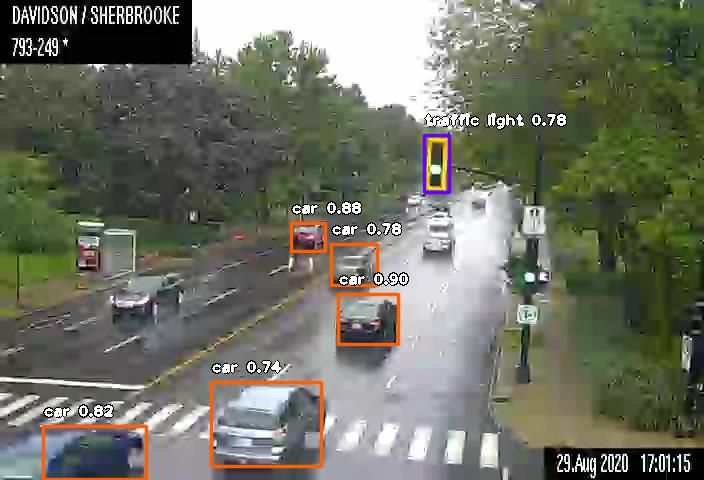 DAVIDSON / SHERBROOKE
793-249 *
traffic light 0.78
car 0.88
car 0.78
car 0.90
car 0.74
car 0.82
29.Aug 2020 17:01:15